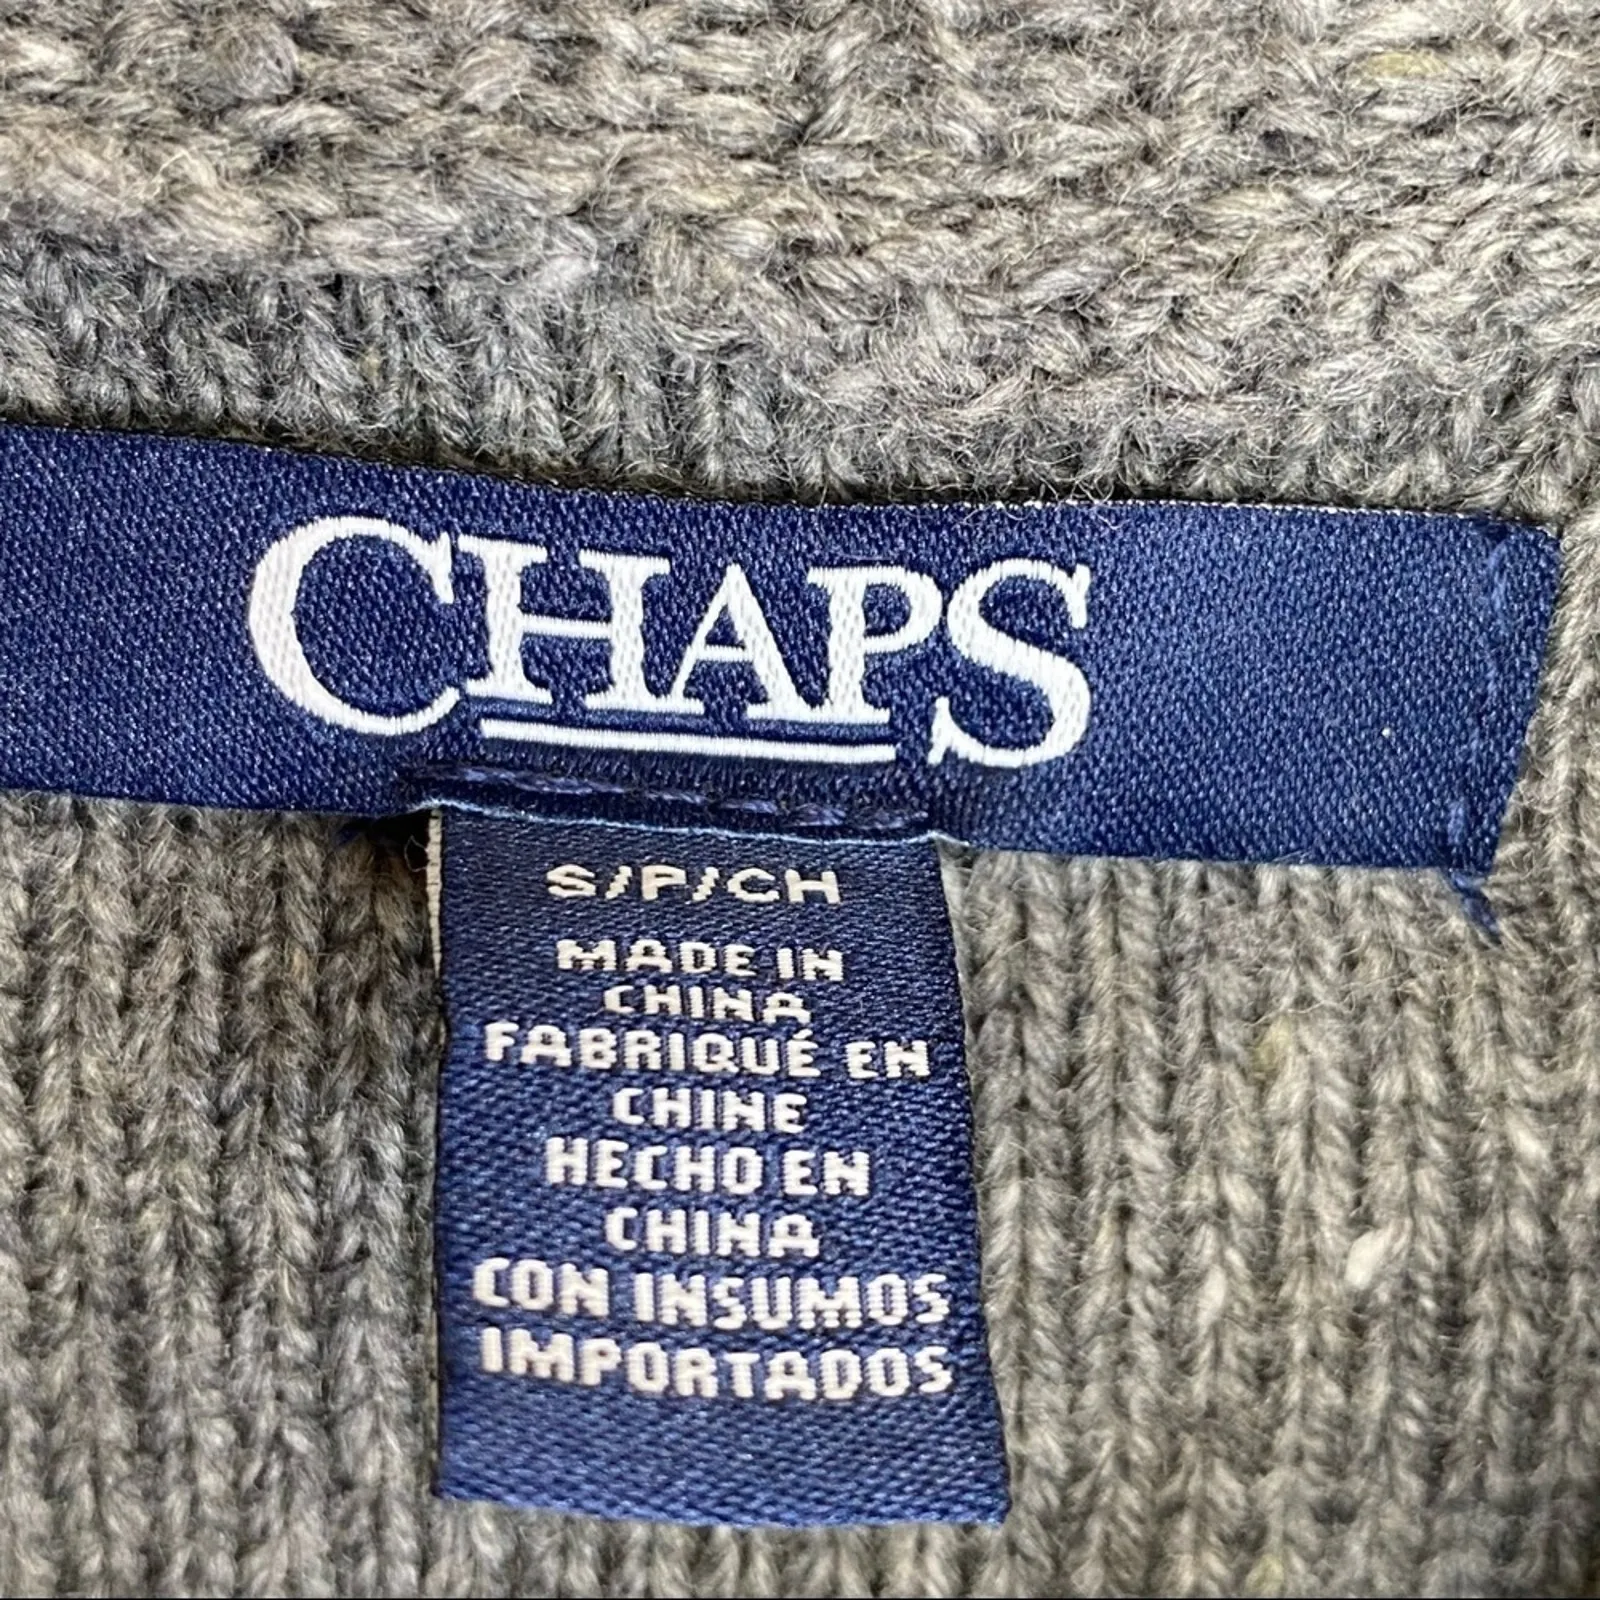 CHAPS
S/P/CH
MADE IN
CHINA
FABRIQUÉ EN
CHINE
HECHO EN
CHINA
CON INSUMOS
IMPORTADOS